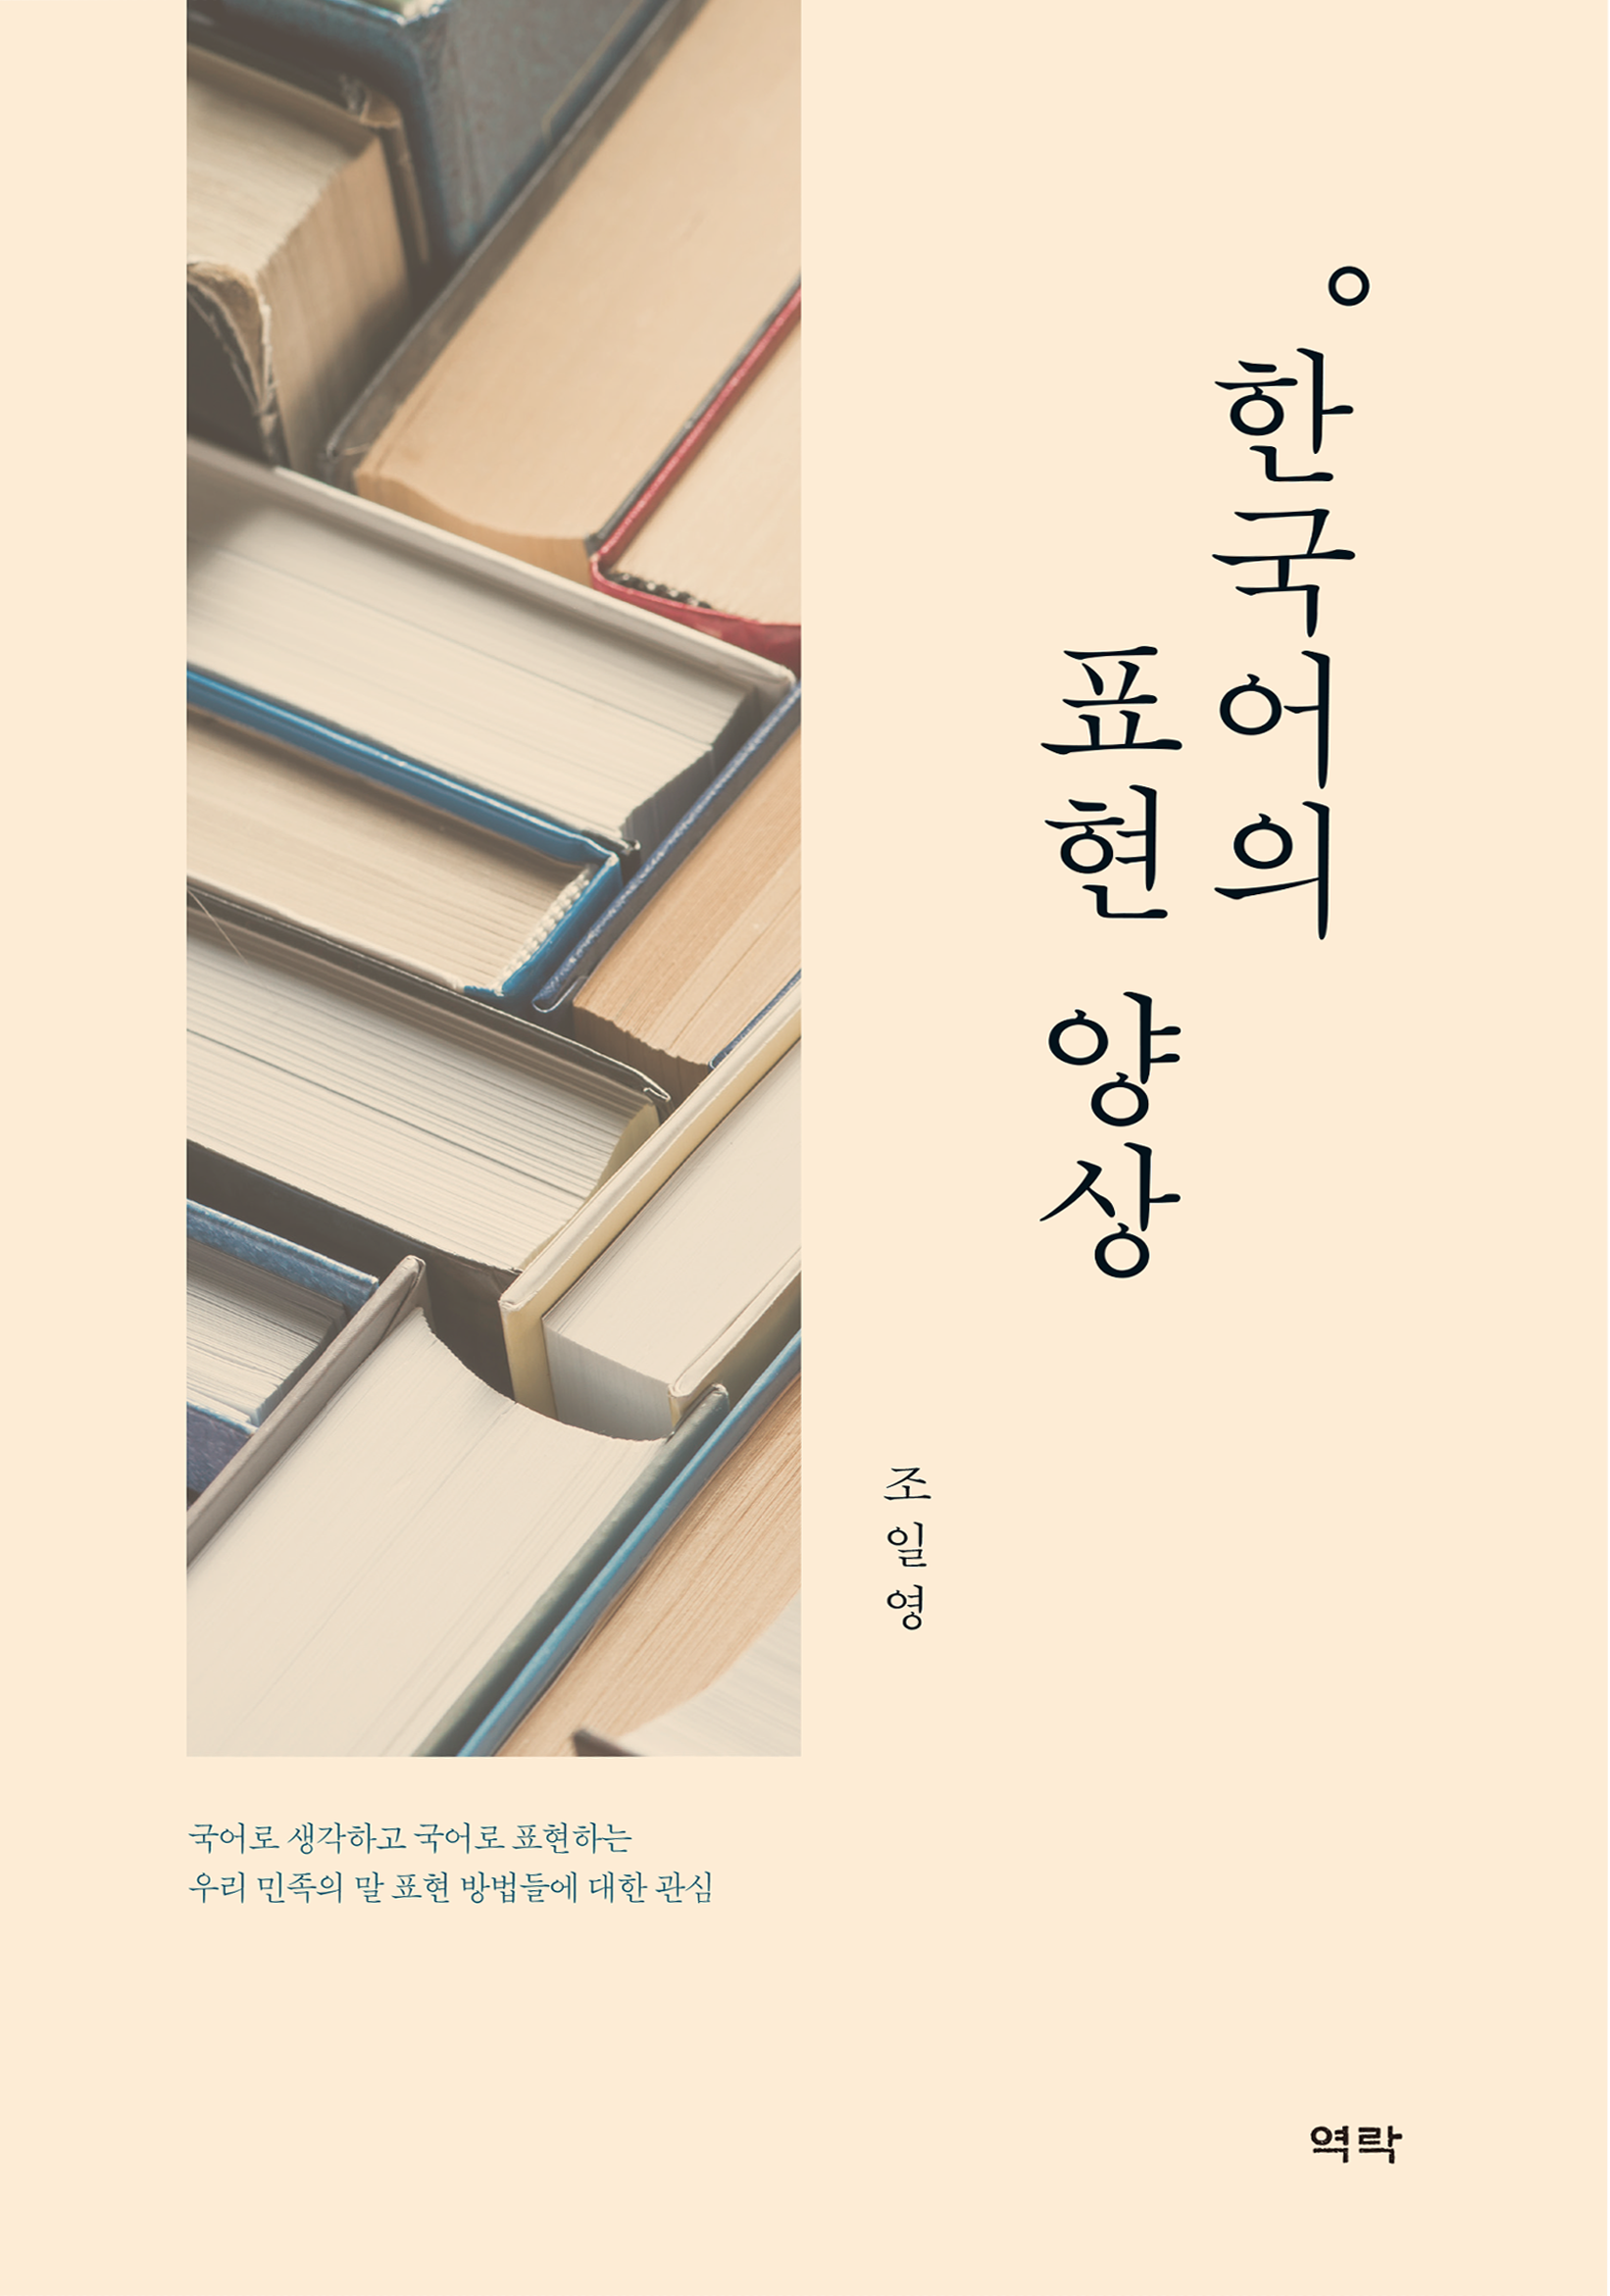 한국어의
표현 양상
조일영
국어로 생각하고 국어로 표현하는
우리 민족의 말 표현 방법들에 대한 관심
역락